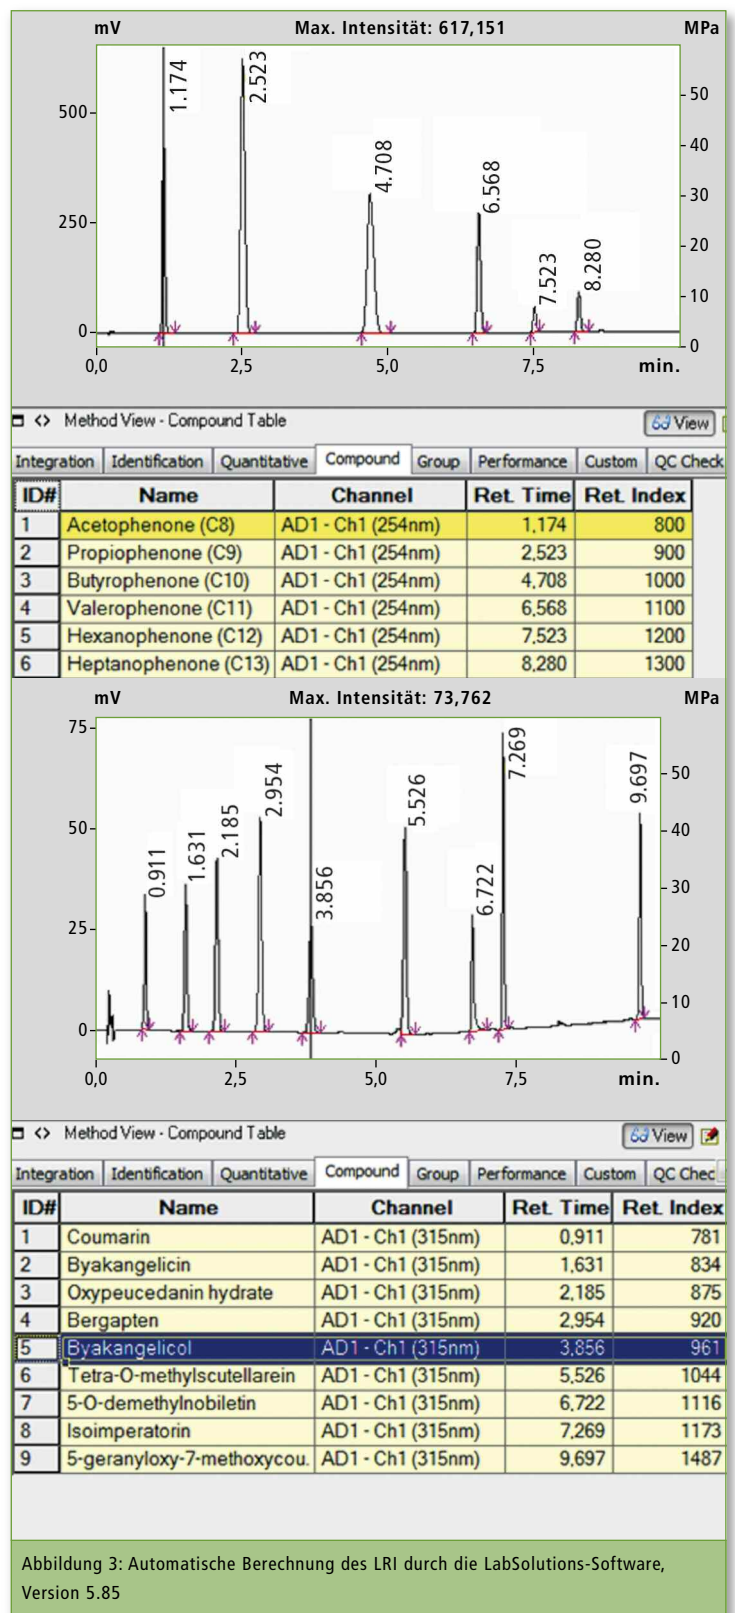 mV Max. Intensität: 617,151 MPa
1.174
2.523
4.708
6.568
7.523
8.280
500
250
0
50
40
30
20
10
0
0,0 2,5 5,0 7,5 min.
Method View - Compound Table View
Integration Identification Quantitative Compound Group Performance Custom QC Check
ID# Name Channel Ret. Time Ret. Index
1 Acetophenone (C8) AD1 - Ch1 (254nm) 1,174 800
2 Propiophenone (C9) AD1 - Ch1 (254nm) 2,523 900
3 Butyrophenone (C10) AD1 - Ch1 (254nm) 4,708 1000
4 Valerophenone (C11) AD1 - Ch1 (254nm) 6,568 1100
5 Hexanophenone (C12) AD1 - Ch1 (254nm) 7,523 1200
6 Heptanophenone (C13) AD1 - Ch1 (254nm) 8,280 1300
mV Max. Intensität: 73,762 MPa
0.911
1.631
2.185
2.954
3.856
5.526
6.722
7.269
9.697
75
50
25
0
50
40
30
20
10
0
0,0 2,5 5,0 7,5 min.
Method View - Compound Table View
Integration Identification Quantitative Compound Group Performance Custom QC Chec
ID# Name Channel Ret. Time Ret. Index
1 Coumarin AD1 - Ch1 (315nm) 0,911 781
2 Byakangelicin AD1 - Ch1 (315nm) 1,631 834
3 Oxypeucedanin hydrate AD1 - Ch1 (315nm) 2,185 875
4 Bergapten AD1 - Ch1 (315nm) 2,954 920
5 Byakangelicol AD1 - Ch1 (315nm) 3,856 961
6 Tetra-O-methylscutellarein AD1 - Ch1 (315nm) 5,526 1044
7 5-O-demethylnobiletin AD1 - Ch1 (315nm) 6,722 1116
8 Isoimperatorin AD1 - Ch1 (315nm) 7,269 1173
9 5-geranyloxy-7-methoxycou. AD1 - Ch1 (315nm) 9,697 1487
Abbildung 3: Automatische Berechnung des LRI durch die LabSolutions-Software,
Version 5.85